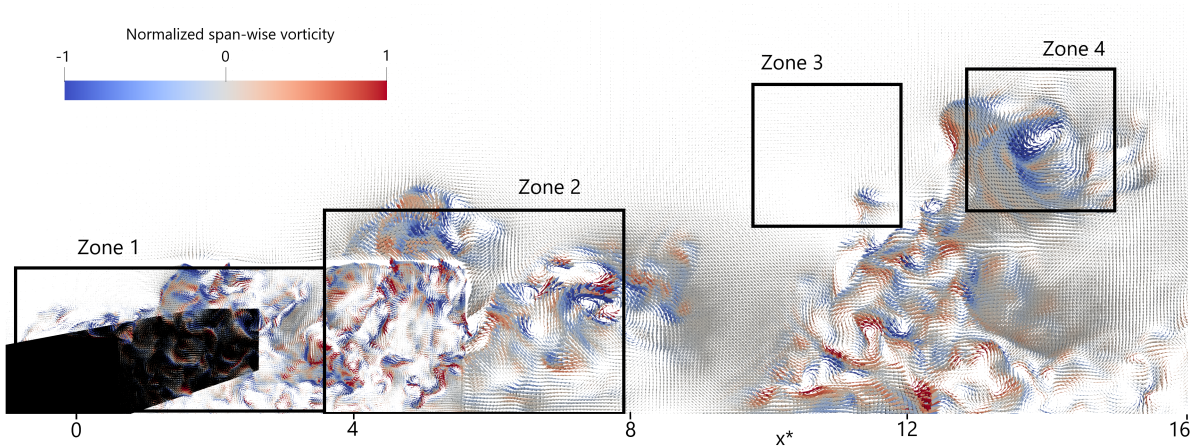 Normalized span-wise vorticity
-1 0 1
Zone 3
Zone 4
Zone 2
Zone 1
0 4 8 12 16
x*